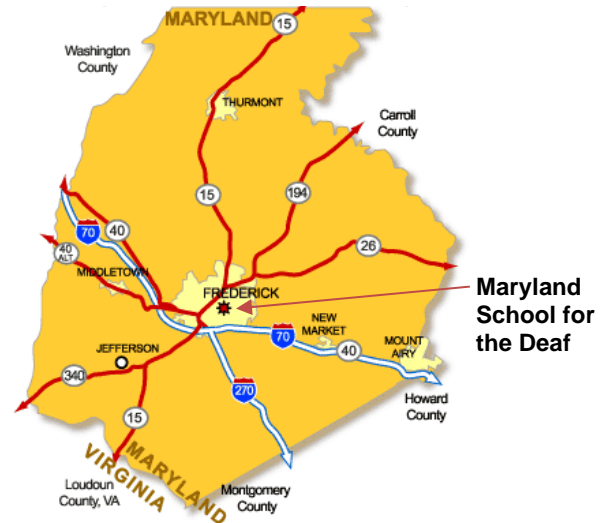 MARYLAND
15
Washington
County
THURMONT
Carroll
County
15
194
70
40
40
ALT
26
MIDDLETOWN
FREDERICK
Maryland
School for
the Deaf
NEW
MARKET
70
40
MOUNT
AIRY
JEFFERSON
340
270
15
Howard
County
VIRGINIA
MARYLAND
Loudoun
County, VA
Montgomery
County